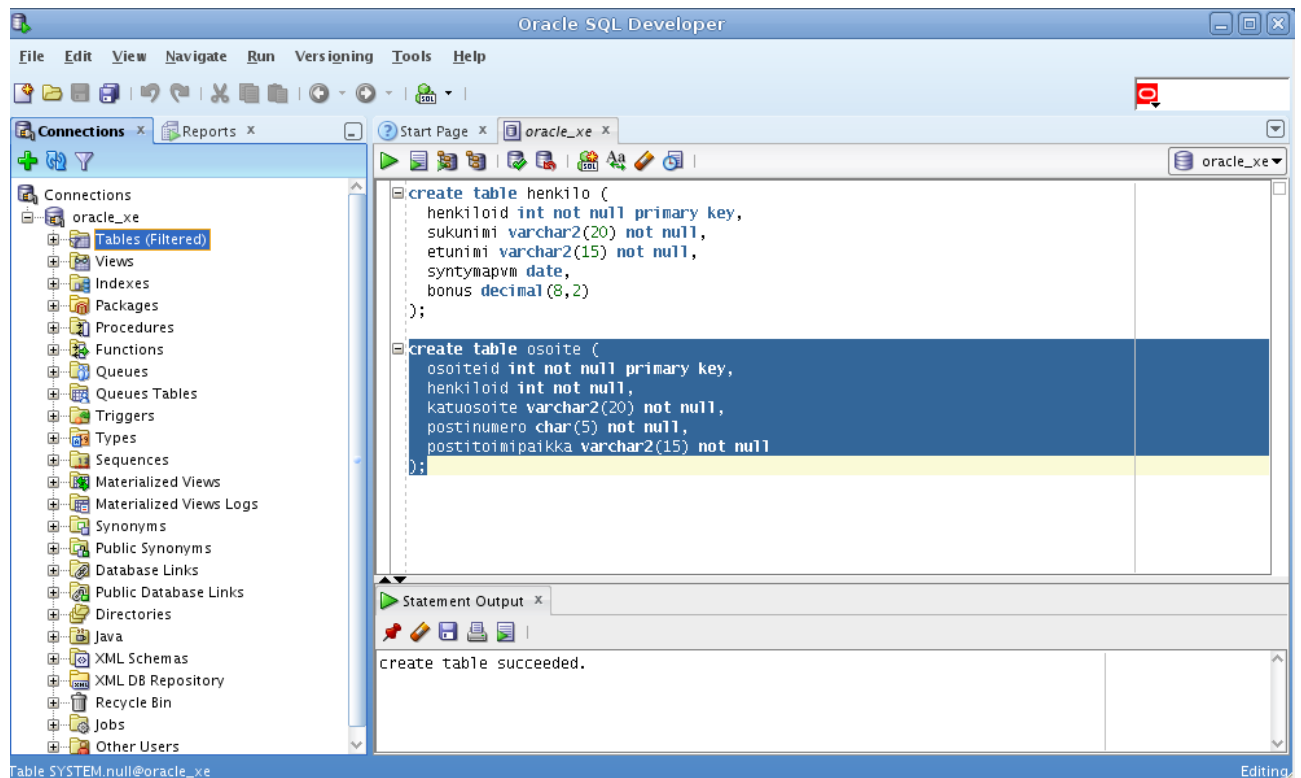 Oracle SQL Developer
File Edit View Navigate Run Versioning Tools Help
Connections x Reports x
Start Page x oracle_xe x
oracle_xe
Connections
oracle_xe
Tables (Filtered)
Views
Indexes
Packages
Procedures
Functions
Queues
Queues Tables
Triggers
Types
Sequences
Materialized Views
Materialized Views Logs
Synonyms
Public Synonyms
Database Links
Public Database Links
Directories
Java
XML Schemas
XML DB Repository
Recycle Bin
Jobs
Other Users
create table henkilo (
henkiloid int not null primary key,
sukunimi varchar2(20) not null,
etunimi varchar2(15) not null,
syntymapvm date,
bonus decimal(8,2)
);
create table osoite (
osoiteid int not null primary key,
henkiloid int not null,
katuosoite varchar2(20) not null,
postinumero char(5) not null,
postitoimipaikka varchar2(15) not null
);
Statement Output x
create table succeeded.
Table SYSTEM.null@oracle_xe
Editing